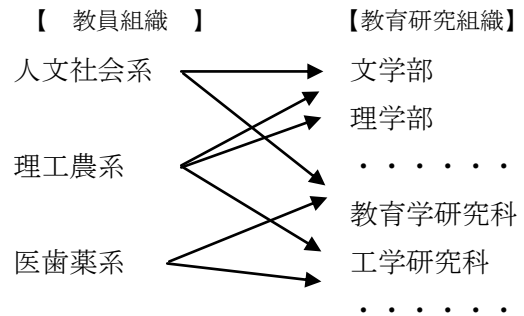 【　教員組織　】
【教育研究組織】
人文社会系
文学部
理学部
理工農系
・・・・・・
教育学研究科
医歯薬系
工学研究科
・・・・・・